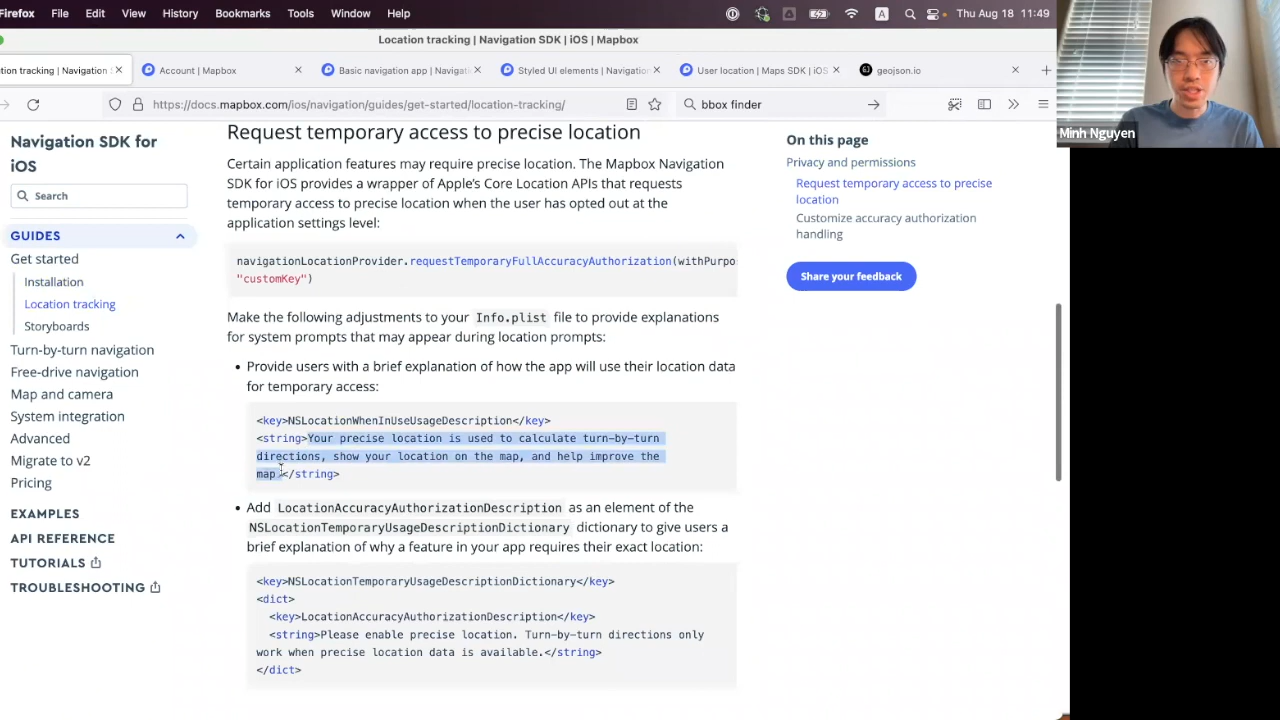 Firefox File Edit View History Bookmarks Tools Window A Thu Aug 18 11:49
ing | Navigation SDK | iOS | Mapbox
tion tracking | Navigation Account | Mapbox Styled UI elements | Navigation User location | Maps geojson.io
https://docs.mapbox.com/ios/navigat location-tracking/ bbox finder
Minh Nguyen
Navigation SDK for
iOS
Search
GUIDES
Get started
Installation
Location tracking
Storyboards
Turn-by-turn navigation
Free-drive navigation
Map and camera
System integration
Advanced
Migrate to v2
Pricing
EXAMPLES
API REFERENCE
TUTORIALS
TROUBLESHOOTING
Request temporary access to precise location
Certain application features may require precise location. The Mapbox Navigation
SDK for iOS provides a wrapper of Apple's Core Location APIs that requests
temporary access to precise location when the user has opted out at the
application settings level:
navigationLocationProvider.requestTemporaryFullAccuracyAuthorization(withPurpo
"customKey")
Make the following adjustments to your Info.plist file to provide explanations
for system prompts that may appear during location prompts:
• Provide users with a brief explanation of how the app will use their location data
for temporary access:
<key>NSLocationWhenInUseUsageDescription</key>
<string>Your precise location is used to calculate turn-by-turn
directions, show your location on the map, and help improve the
map.</string>
• Add LocationAccuracyAuthorizationDescription as an element of the
NSLocationTemporaryUsageDescriptionDictionary dictionary to give users a
brief explanation of why a feature in your app requires their exact location:
<key>NSLocationTemporaryUsageDescriptionDictionary</key>
<dict>
<key>LocationAccuracyAuthorizationDescription</key>
<string>Please enable precise location. Turn-by-turn directions only
work when precise location data is available.</string>
</dict>
On this page
Privacy and permissions
Request temporary access to precise
location
Customize accuracy authorization
handling
Share your feedback